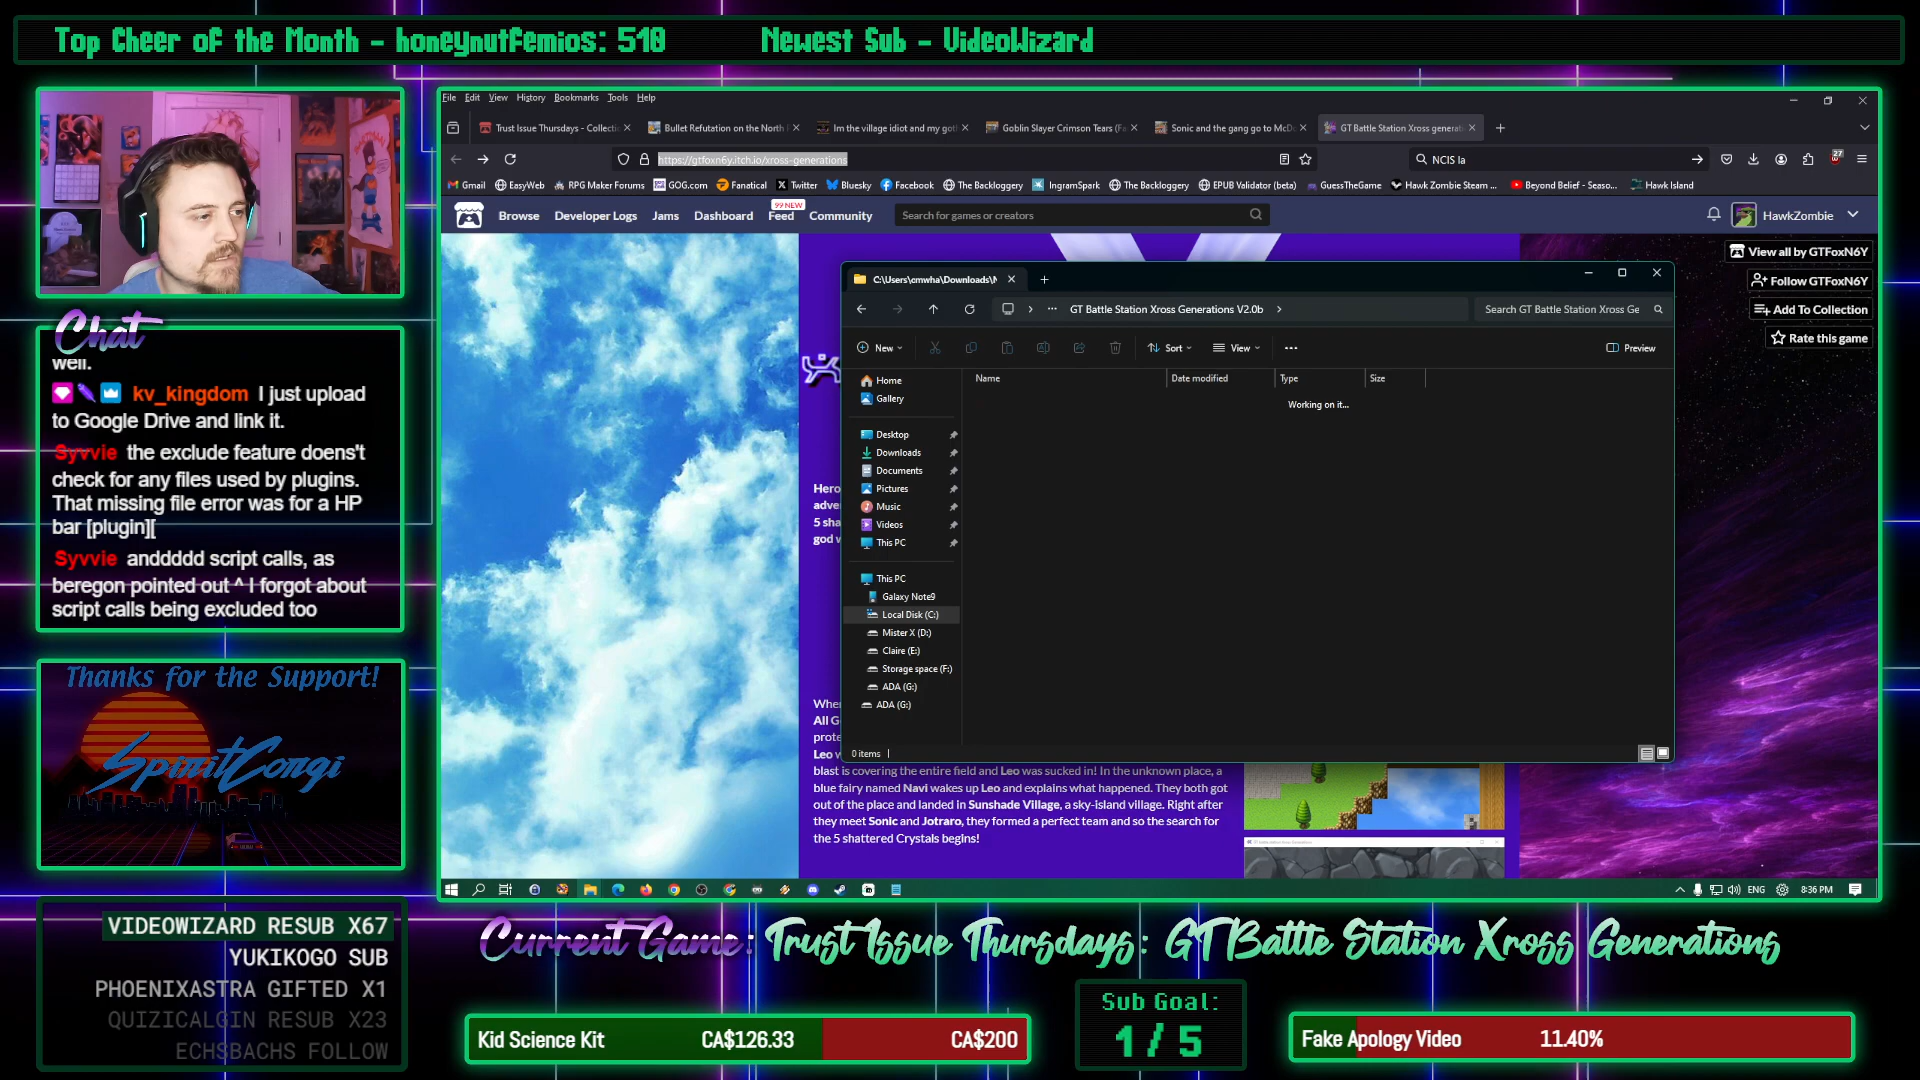 Top Cheer of the Month - honeynutfemios: 510
Newest Sub - VideoWizard
File Edit View History Bookmarks Tools Help
Trust Issue Thursdays - Collecti
Bullet Refutation on the North
Im the village idiot and my got
Goblin Slayer Crimson Tears (Fa
Sonic and the gang go to McDo
GT Battle Station Xross generati
https://gtfoxn6y.itch.io/xross-generations
NCIS la
27
Gmail EasyWeb RPG Maker Forums GOG.com Fanatical Twitter Bluesky Facebook The Backloggery IngramSpark The Backloggery EPUB Validator (beta) GuessTheGame Hawk Zombie Steam ... Beyond Belief - Seaso... Hawk Island
99 NEW
Browse Developer Logs Jams Dashboard Feed Community
Search for games or creators
HawkZombie
View all by GTFoxN6Y
Follow GTFoxN6Y
Add To Collection
Rate this game
C:\Users\cmwha\Downloads\
GT Battle Station Xross Generations V2.0b
Search GT Battle Station Xross Ge
New Sort View ... Preview
Name Date modified Type Size
Working on it...
Home
Gallery
Desktop
Downloads
Documents
Pictures
Music
Videos
This PC
This PC
Galaxy Note9
Local Disk (C:)
Mister X (D:)
Claire (E:)
Storage space (F:)
ADA (G:)
ADA (G:)
0 items
Hero
adve
5 sha
god w
When
All G
prote
Leo w
blast is covering the entire field and Leo was sucked in! In the unknown place, a
blue fairy named Navi wakes up Leo and explains what happened. They both got
out of the place and landed in Sunshade Village, a sky-island village. Right after
they meet Sonic and Jotraro, they formed a perfect team and so the search for
the 5 shattered Crystals begins!
ENG 8:36 PM
Chat
well.
kv_kingdom I just upload
to Google Drive and link it.
Syvvie the exclude feature doens't
check for any files used by plugins.
That missing file error was for a HP
bar [plugin][
Syvvie anddddd script calls, as
beregon pointed out ^ I forgot about
script calls being excluded too
Thanks for the Support!
SpiritCorgi
VIDEOWIZARD RESUB X67
YUKIKOGO SUB
PHOENIXASTRA GIFTED X1
QUIZICALGIN RESUB X23
ECHSBACHS FOLLOW
Current Game: Trust Issue Thursdays: GT Battle Station Xross Generations
Kid Science Kit CA$126.33 CA$200
Sub Goal:
1 / 5
Fake Apology Video 11.40%